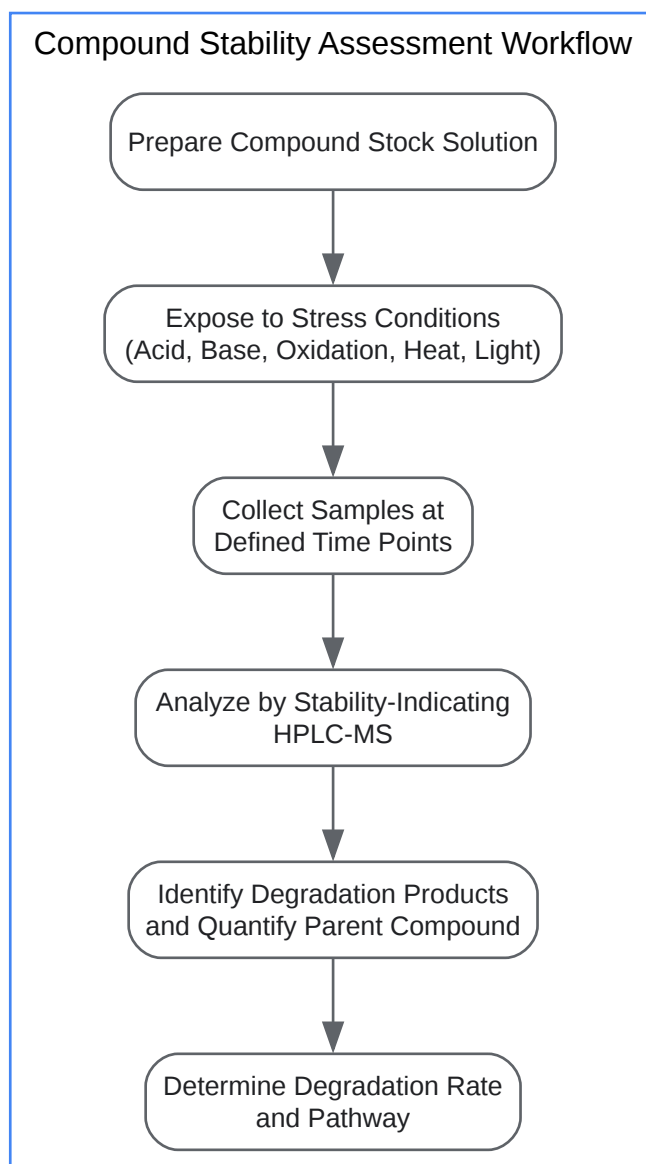 Compound Stability Assessment Workflow
Prepare Compound Stock Solution
Expose to Stress Conditions
(Acid, Base, Oxidation, Heat, Light)
Collect Samples at
Defined Time Points
Analyze by Stability-Indicating
HPLC-MS
Identify Degradation Products
and Quantify Parent Compound
Determine Degradation Rate
and Pathway